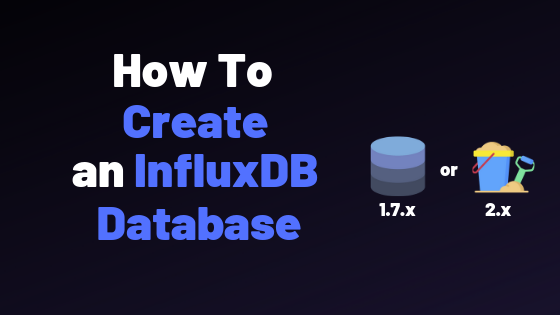 How To
Create
an InfluxDB
Database
or
1.7.x
2.x